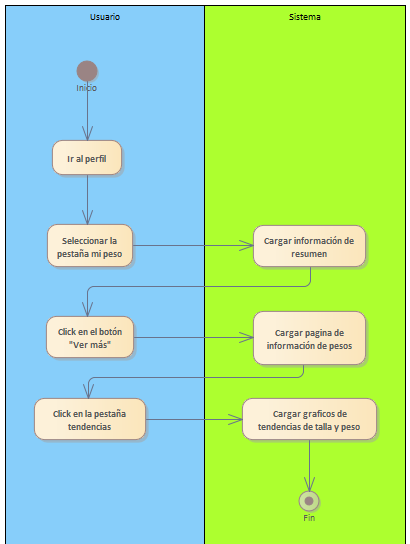 Usuario
Sistema
Inicio
Ir al perfil
Seleccionar la
pestaña mi peso
Cargar información de
resumen
Click en el botón
"Ver más"
Cargar pagina de
información de pesos
Click en la pestaña
tendencias
Cargar graficos de
tendencias de talla y peso
Fin